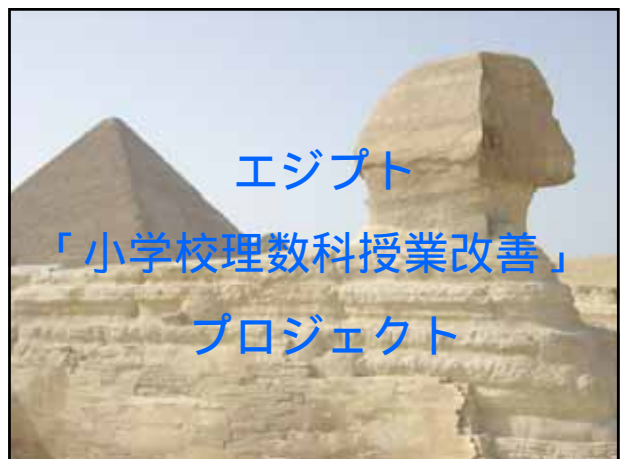 エジプト
「小学校理数科授業改善」
プロジェクト